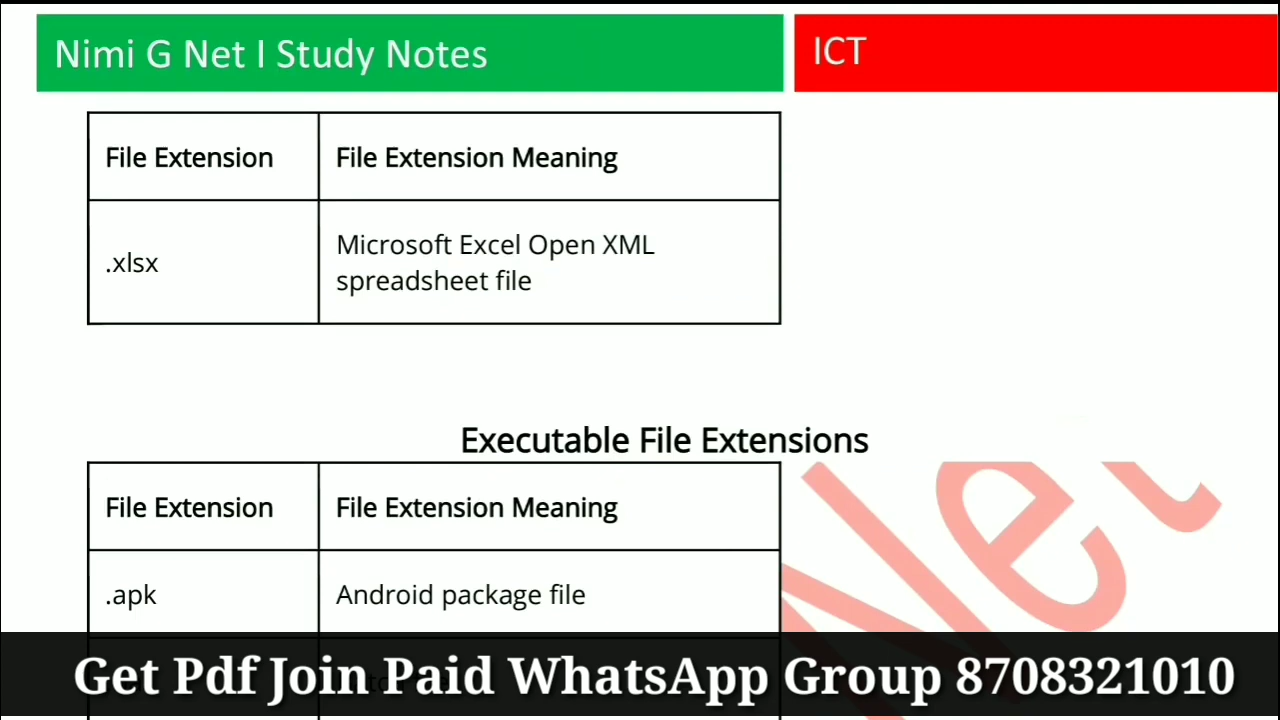 Nimi G Net I Study Notes
ICT
File Extension File Extension Meaning
.xlsx Microsoft Excel Open XML
spreadsheet file
Executable File Extensions
File Extension File Extension Meaning
.apk Android package file
Net
Get Pdf Join Paid WhatsApp Group 8708321010